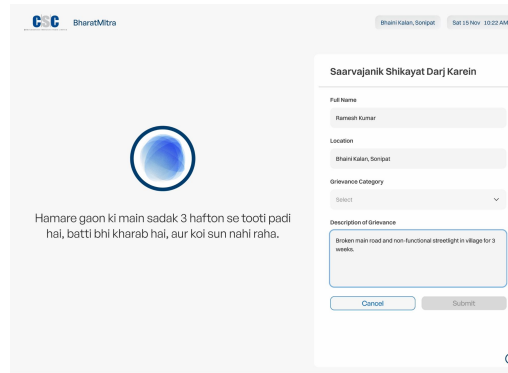 CSC
BharatMitra
Bhaini Kalan, Sonipat
Sat 15 Nov 10:22 AM
Hamare gaon ki main sadak 3 hafton se tooti padi
hai, batti bhi kharab hai, aur koi sun nahi raha.
Saarvajanik Shikayat Darj Karein
Full Name
Ramesh Kumar
Location
Bhaini Kalan, Sonipat
Grievance Category
Select
Description of Grievance
Broken main road and non-functional streetlight in village for 3
weeks.
Cancel
Submit